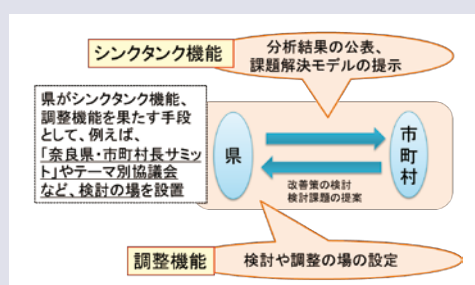 シンクタンク機能
分析結果の公表、
課題解決モデルの提示
県がシンクタンク機能、
調整機能を果たす手段
として、例えば、
「奈良県・市町村長サミッ
ト」やテーマ別協議会
など、検討の場を設置
県
市町村
改善策の検討
検討課題の提案
調整機能
検討や調整の場の設定